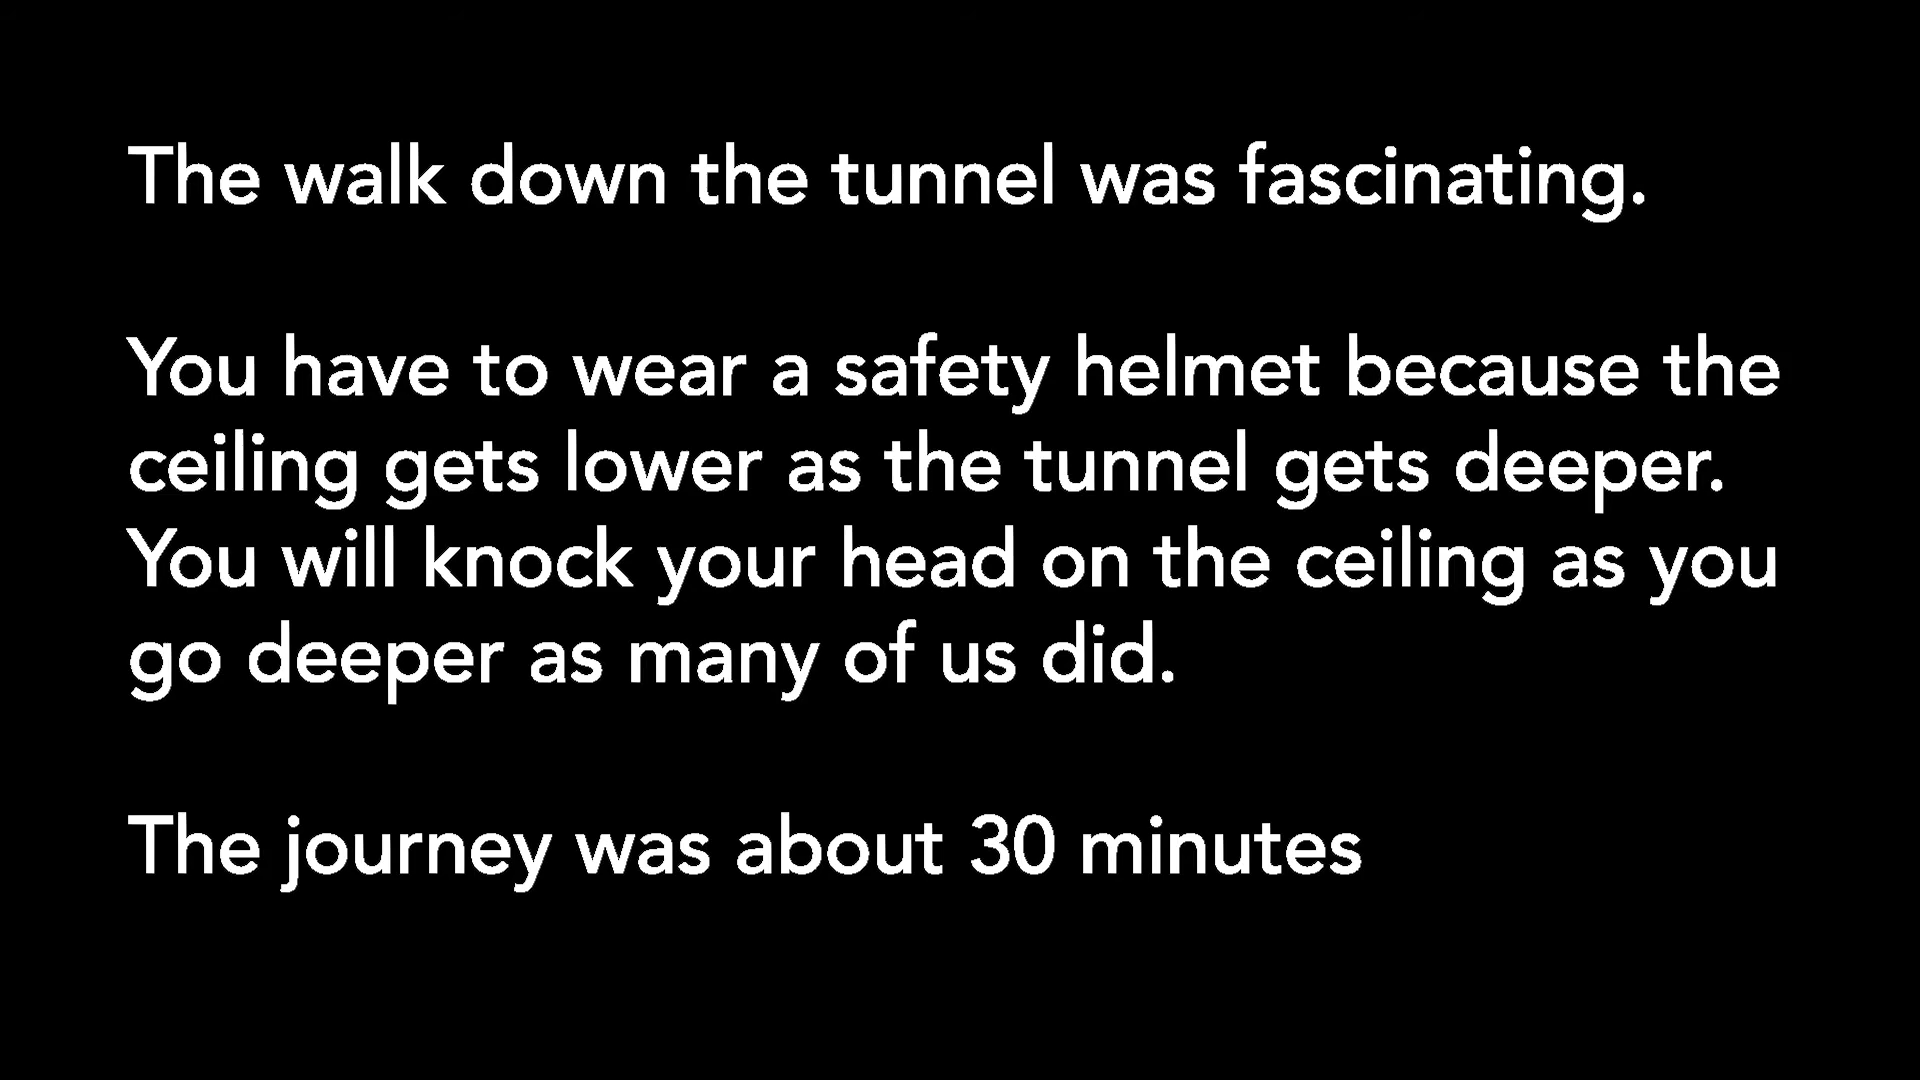 The walk down the tunnel was fascinating.
You have to wear a safety helmet because the
ceiling gets lower as the tunnel gets deeper.
You will knock your head on the ceiling as you
go deeper as many of us did.
The journey was about 30 minutes